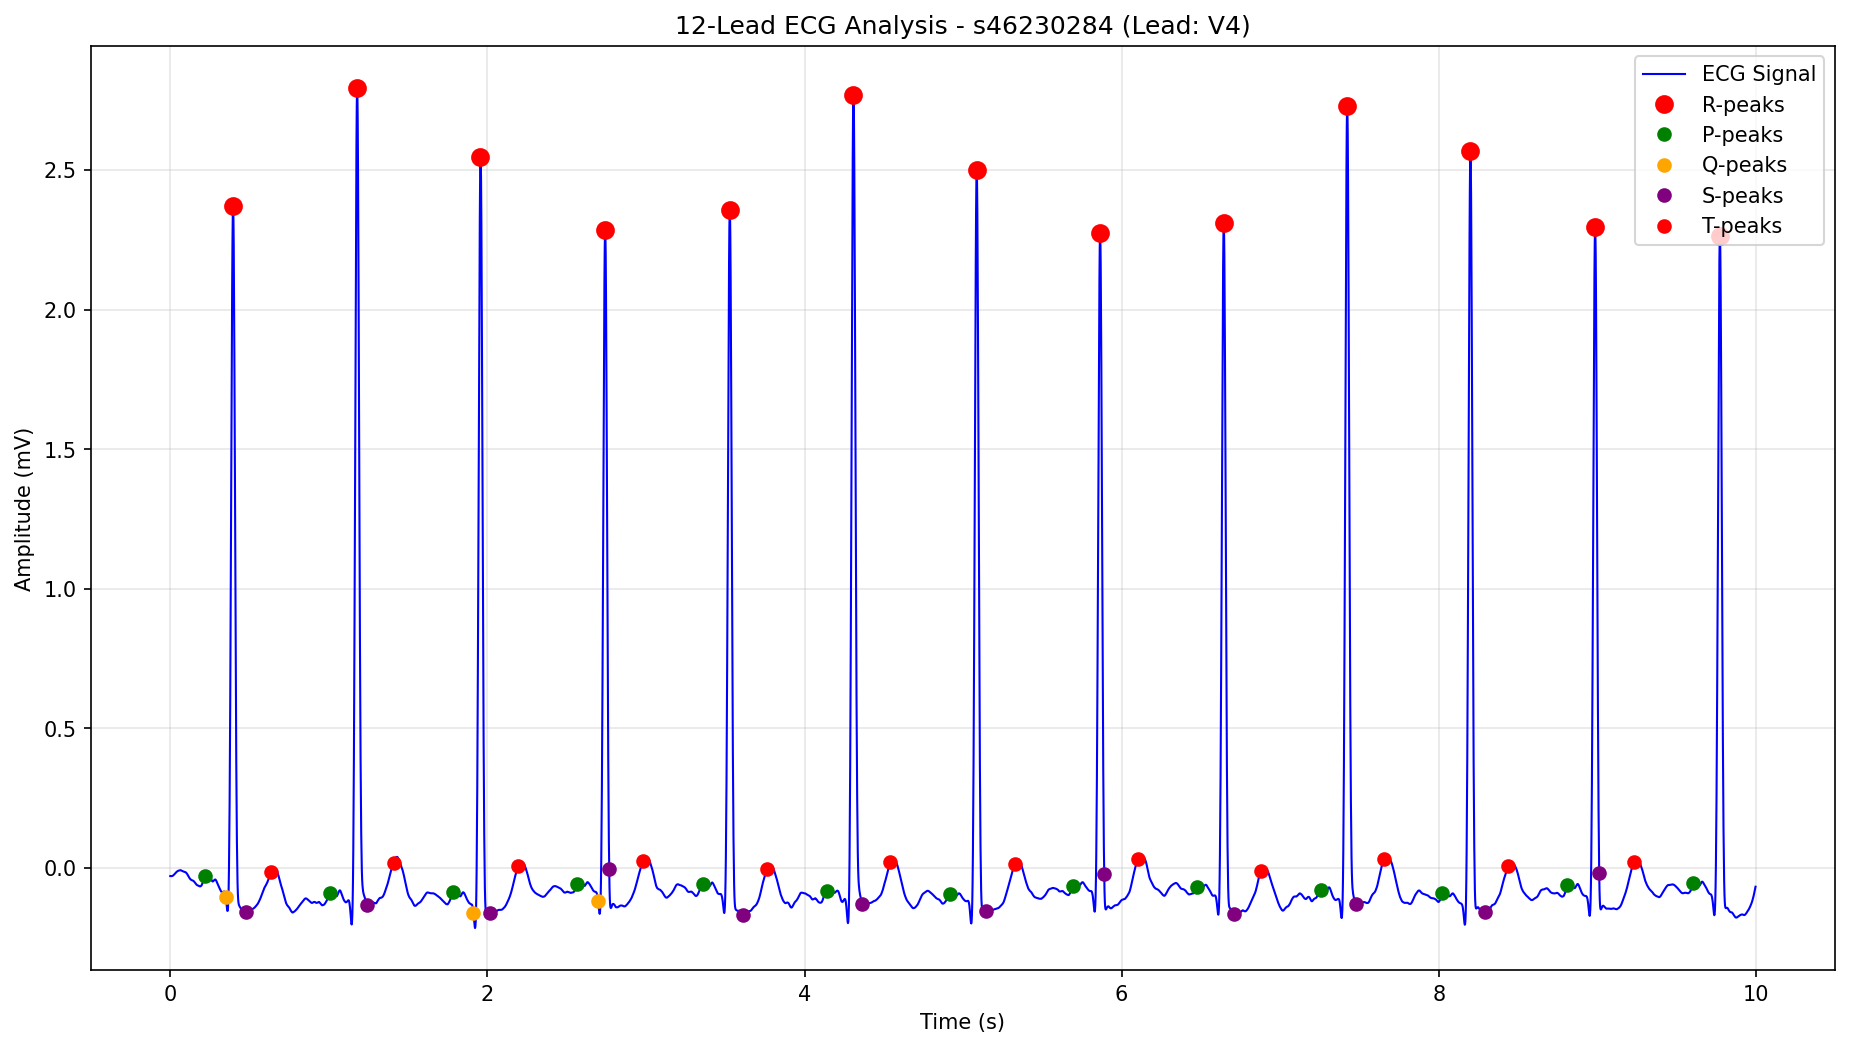 12-Lead ECG Analysis - s46230284 (Lead: V4)
ECG Signal
R-peaks
P-peaks
Q-peaks
S-peaks
T-peaks
Amplitude (mV)
2.5
2.0
1.5
1.0
0.5
0.0
0 2 4 6 8 10
Time (s)